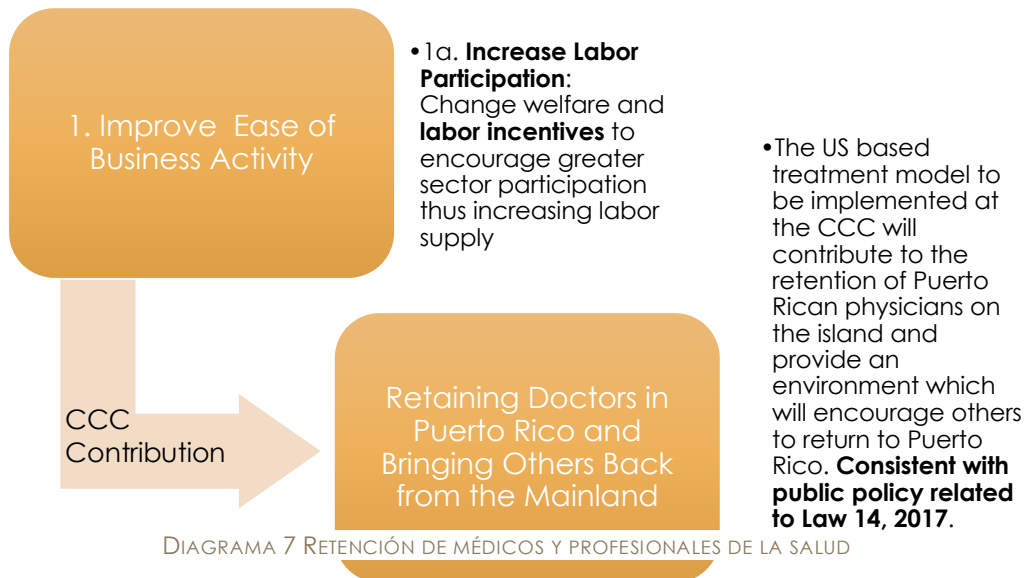 1. Improve Ease of
Business Activity
•1a. Increase Labor
Participation:
Change welfare and
labor incentives to
encourage greater
sector participation
thus increasing labor
supply
CCC
Contribution
Retaining Doctors in
Puerto Rico and
Bringing Others Back
from the Mainland
•The US based
treatment model to
be implemented at
the CCC will
contribute to the
retention of Puerto
Rican physicians on
the island and
provide an
environment which
will encourage others
to return to Puerto
Rico. Consistent with
public policy related
to Law 14, 2017.
DIAGRAMA 7 RETENCIÓN DE MÉDICOS Y PROFESIONALES DE LA SALUD